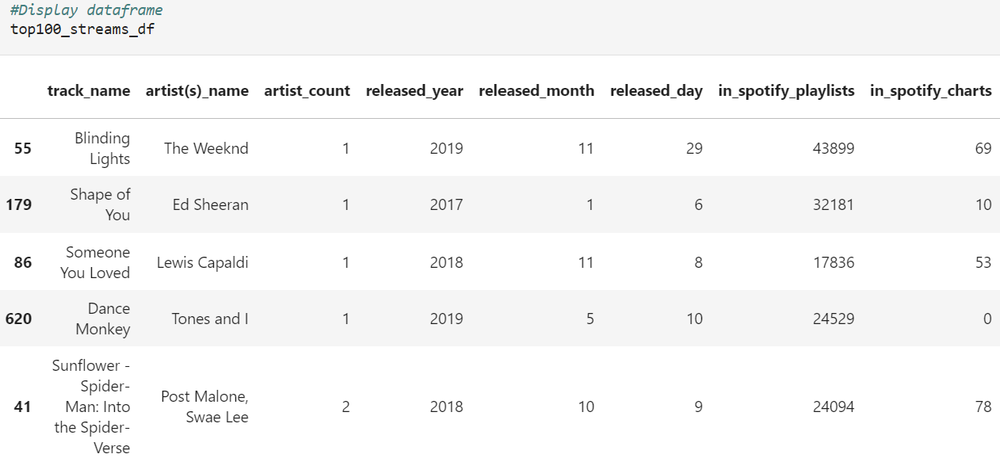 #Display dataframe
top100_streams_df
track_name artist(s)_name artist_count released_year released_month released_day in_spotify_playlists in_spotify_charts
55 Blinding Lights The Weeknd 1 2019 11 29 43899 69
179 Shape of You Ed Sheeran 1 2017 1 6 32181 10
86 Someone You Loved Lewis Capaldi 1 2018 11 8 17836 53
620 Dance Monkey Tones and I 1 2019 5 10 24529 0
41 Sunflower - Spider-Man: Into the Spider-Verse Post Malone, Swae Lee 2 2018 10 9 24094 78